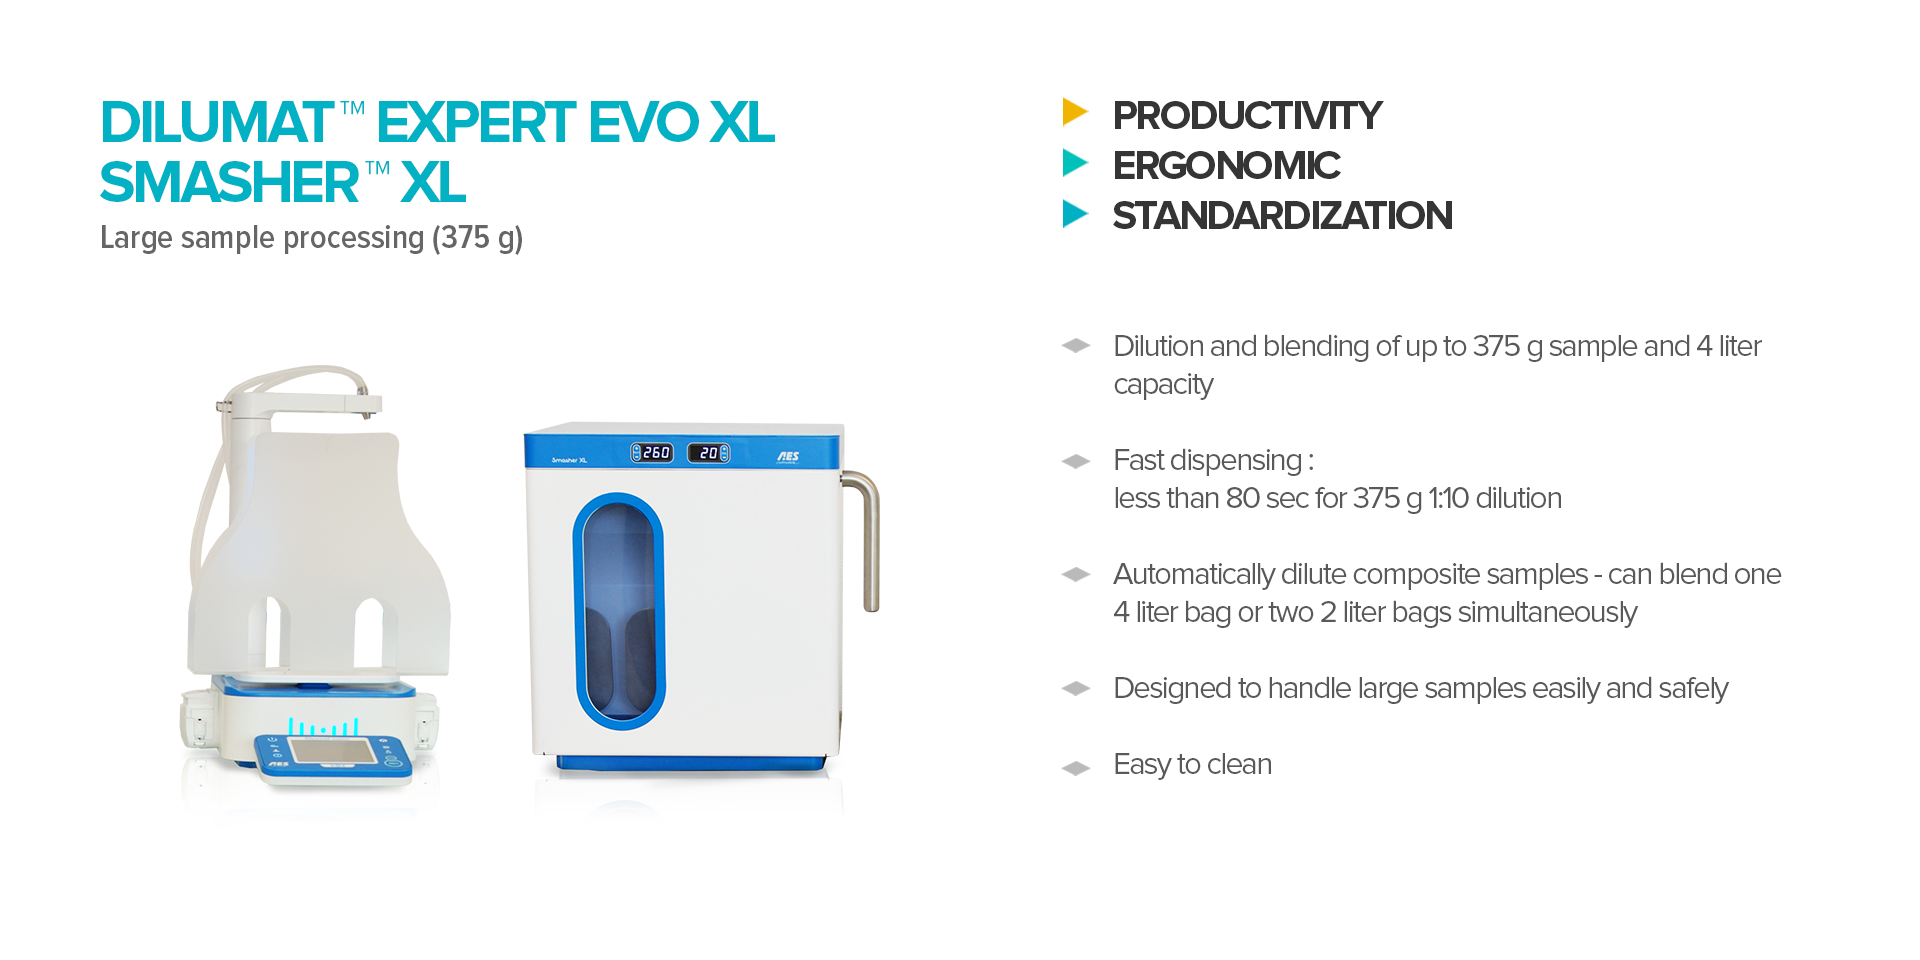 DILUMAT™ EXPERT EVO XL
SMASHER™ XL
Large sample processing (375 g)
Smasher XL
260
20
AES
AES
PRODUCTIVITY
ERGONOMIC
STANDARDIZATION
Dilution and blending of up to 375 g sample and 4 liter
capacity
Fast dispensing :
less than 80 sec for 375 g 1:10 dilution
Automatically dilute composite samples - can blend one
4 liter bag or two 2 liter bags simultaneously
Designed to handle large samples easily and safely
Easy to clean